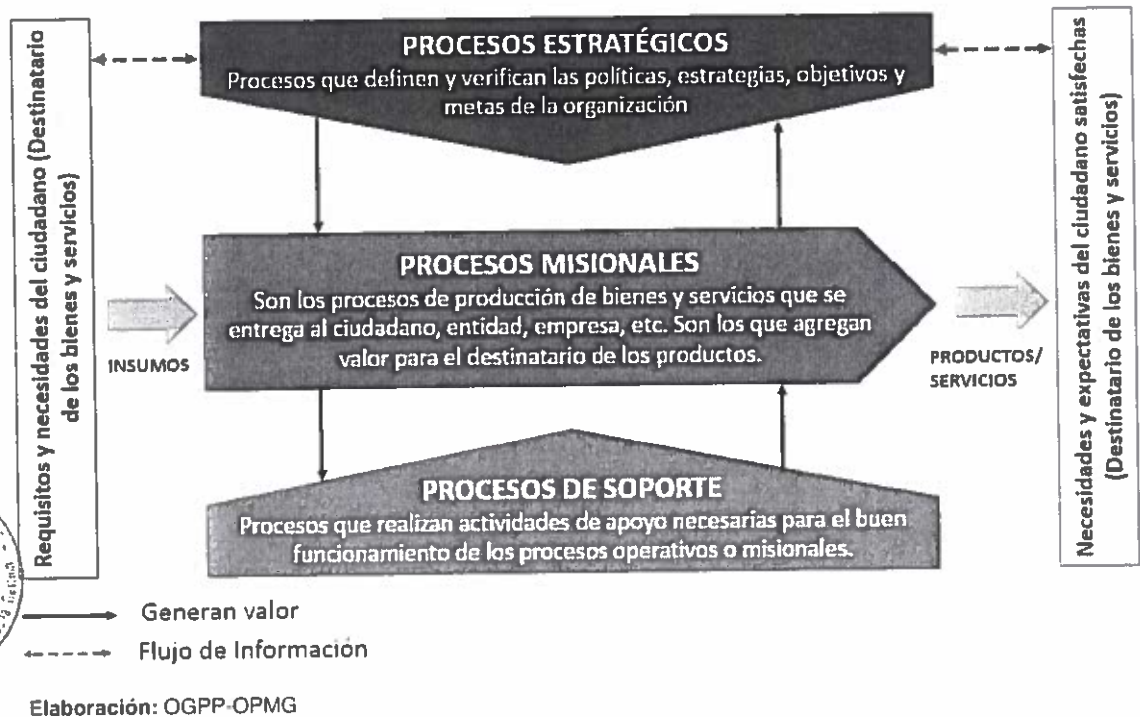 Requisitos y necesidades del ciudadano (Destinatario
de los bienes y servicios)
PROCESOS ESTRATÉGICOS
Procesos que definen y verifican las políticas, estrategias, objetivos y
metas de la organización
INSUMOS
PROCESOS MISIONALES
Son los procesos de producción de bienes y servicios que se
entrega al ciudadano, entidad, empresa, etc. Son los que agregan
valor para el destinatario de los productos.
PRODUCTOS/
SERVICIOS
PROCESOS DE SOPORTE
Procesos que realizan actividades de apoyo necesarias para el buen
funcionamiento de los procesos operativos o misionales.
Necesidades y expectativas del ciudadano satisfechas
(Destinatario de los bienes y servicios)
Generan valor
Flujo de Información
Elaboración: OGPP-OPMG